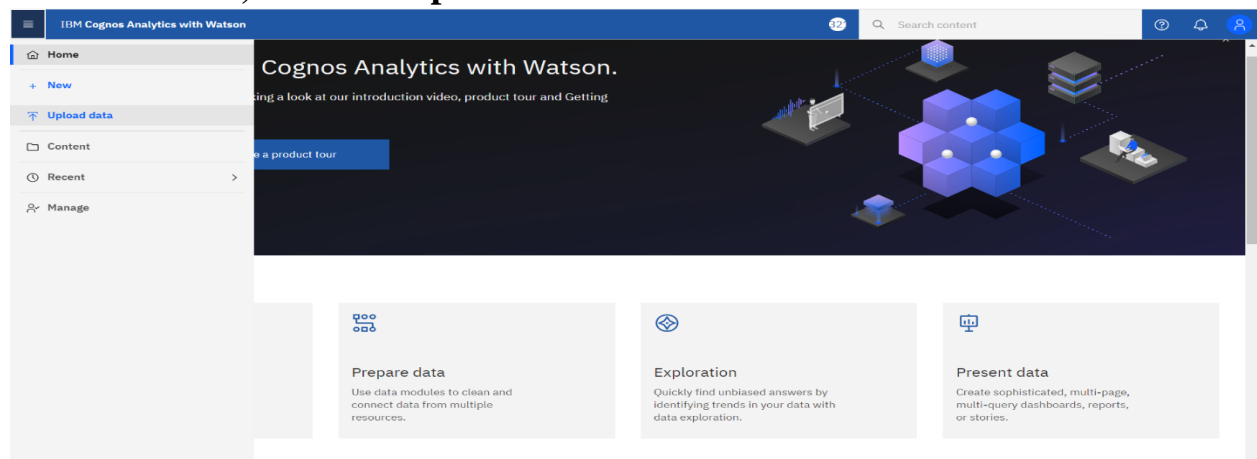 IBM Cognos Analytics with Watson
Search content
Home
New
Upload data
Content
Recent
Manage
Cognos Analytics with Watson.
king a look at our introduction video, product tour and Getting
e a product tour
Prepare data
Use data modules to clean and
connect data from multiple
resources.
Exploration
Quickly find unbiased answers by
identifying trends in your data with
data exploration.
Present data
Create sophisticated, multi-page,
multi-query dashboards, reports,
or stories.